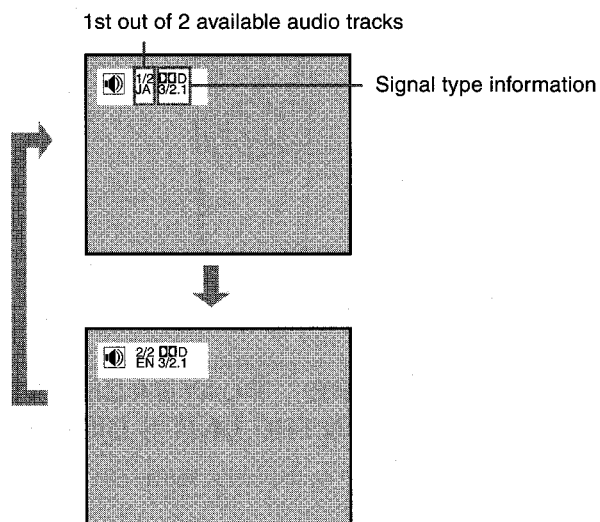 1st out of 2 available audio tracks
1/2 DD D
JA 3/2.1
Signal type information
2/2 DD D
EN 3/2.1